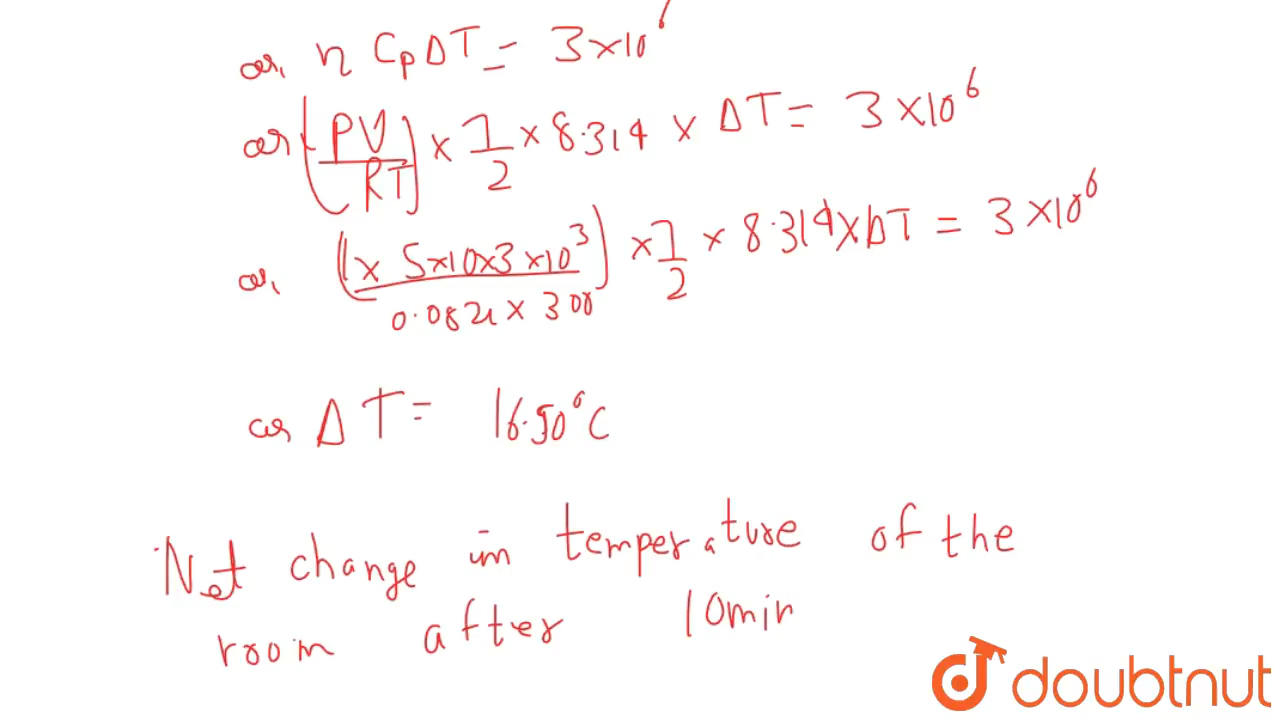 or, n CpΔT = 3×10⁶
or (PV/RT) × 7/2 × 8.314 × ΔT = 3×10⁶
or, (1× 5×10×3×10³/0.0821 × 300) × 7/2 × 8.314×ΔT = 3×10⁶
or ΔT = 16.90°C
Net change in temperature of the
room after 10min
doubtnut